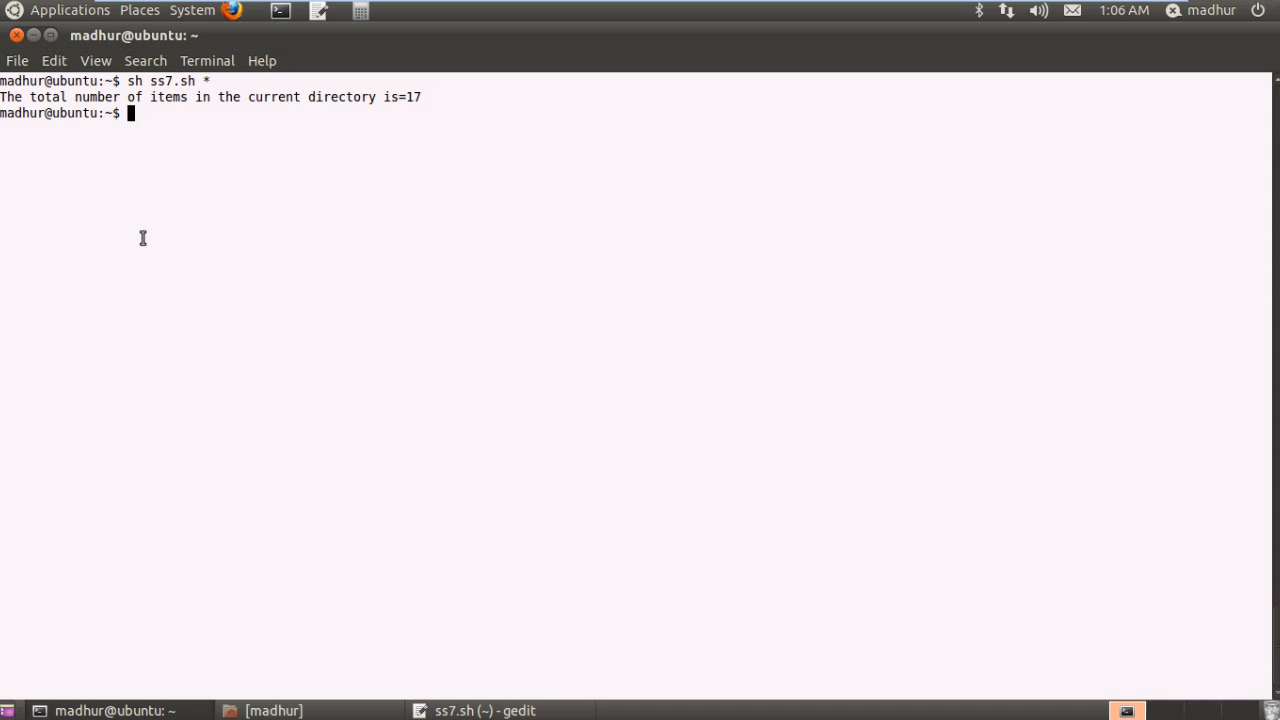 Applications Places System 1:06 AM madhur
madhur@ubuntu: ~
File Edit View Search Terminal Help
madhur@ubuntu:~$ sh ss7.sh *
The total number of items in the current directory is=17
madhur@ubuntu:~$
madhur@ubuntu: ~ [madhur] ss7.sh (~) - gedit